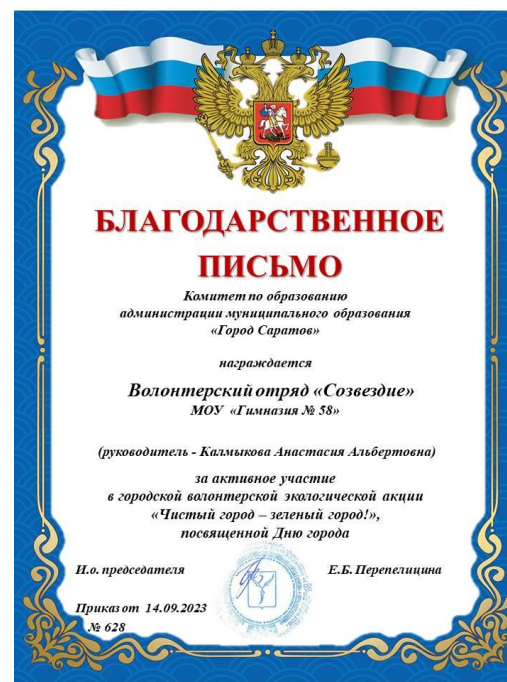 БЛАГОДАРСТВЕННОЕ
ПИСЬМО
Комитет по образованию
администрации муниципального образования
«Город Саратов»
награждается
Волонтерский отряд «Созвездие»
МОУ «Гимназия № 58»
(руководитель - Калмыкова Анастасия Альбертовна)
за активное участие
в городской волонтерской экологической акции
«Чистый город – зеленый город!»,
посвященной Дню города
И.о. председателя Е.Б. Перепелицина
Приказ от 14.09.2023
№ 628